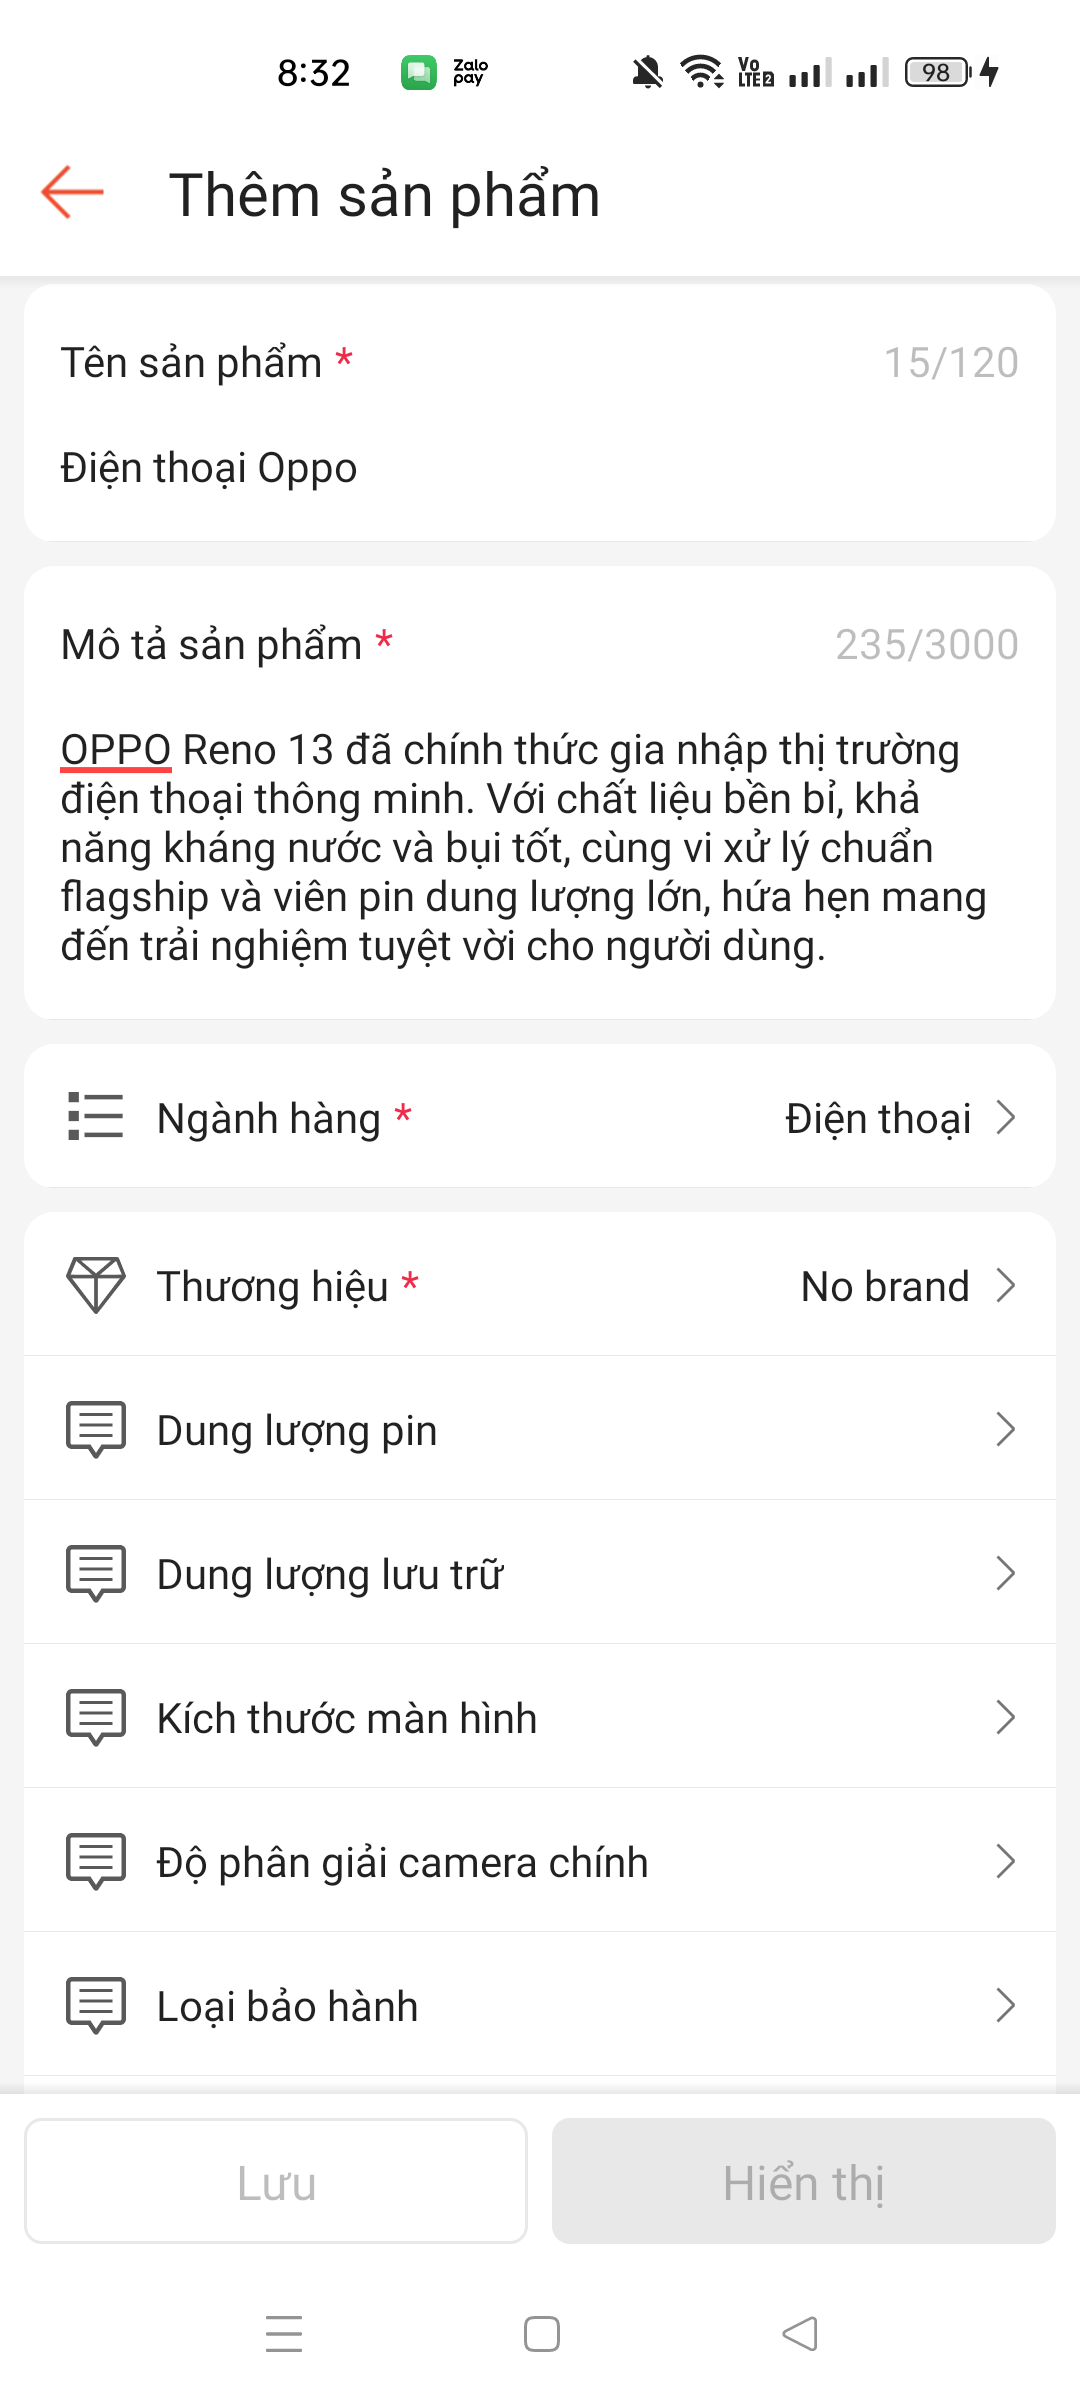 8:32
Zalo pay
Vo LTE 2
98
Thêm sản phẩm
Tên sản phẩm *
15/120
Điện thoại Oppo
Mô tả sản phẩm *
235/3000
OPPO Reno 13 đã chính thức gia nhập thị trường
điện thoại thông minh. Với chất liệu bền bỉ, khả
năng kháng nước và bụi tốt, cùng vi xử lý chuẩn
flagship và viên pin dung lượng lớn, hứa hẹn mang
đến trải nghiệm tuyệt vời cho người dùng.
Ngành hàng *
Điện thoại
Thương hiệu *
No brand
Dung lượng pin
Dung lượng lưu trữ
Kích thước màn hình
Độ phân giải camera chính
Loại bảo hành
Lưu
Hiển thị